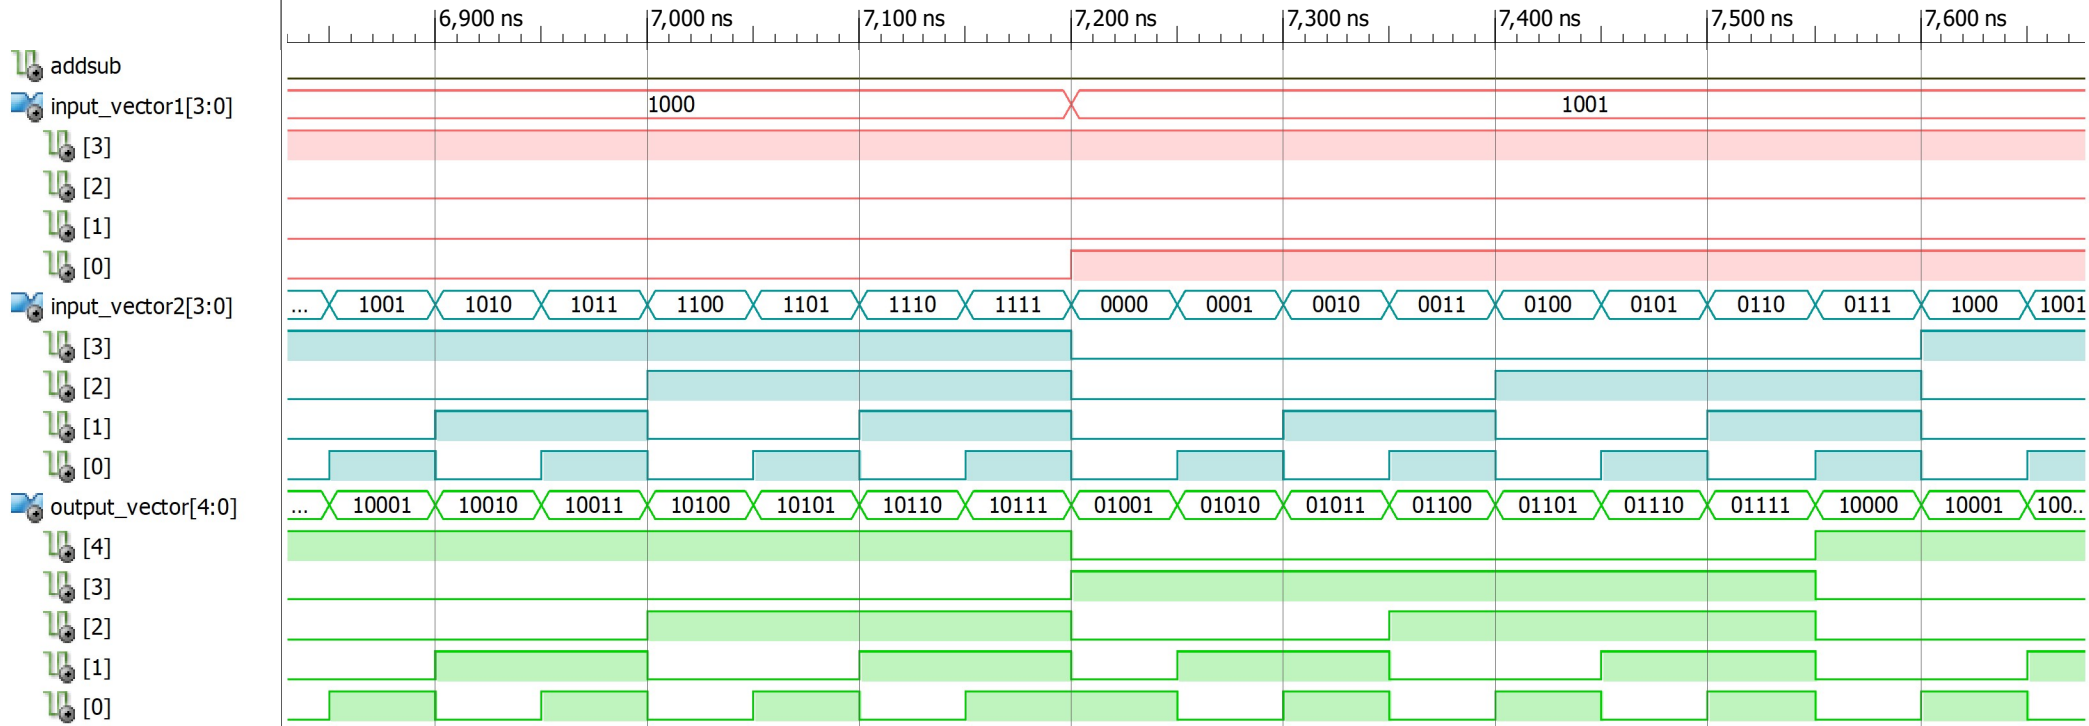 6,900 ns 7,000 ns 7,100 ns 7,200 ns 7,300 ns 7,400 ns 7,500 ns 7,600 ns
addsub
input_vector1[3:0] 1000 1001
[3]
[2]
[1]
[0]
input_vector2[3:0] ... 1001 1010 1011 1100 1101 1110 1111 0000 0001 0010 0011 0100 0101 0110 0111 1000 1001
[3]
[2]
[1]
[0]
output_vector[4:0] ... 10001 10010 10011 10100 10101 10110 10111 01001 01010 01011 01100 01101 01110 01111 10000 10001 100..
[4]
[3]
[2]
[1]
[0]